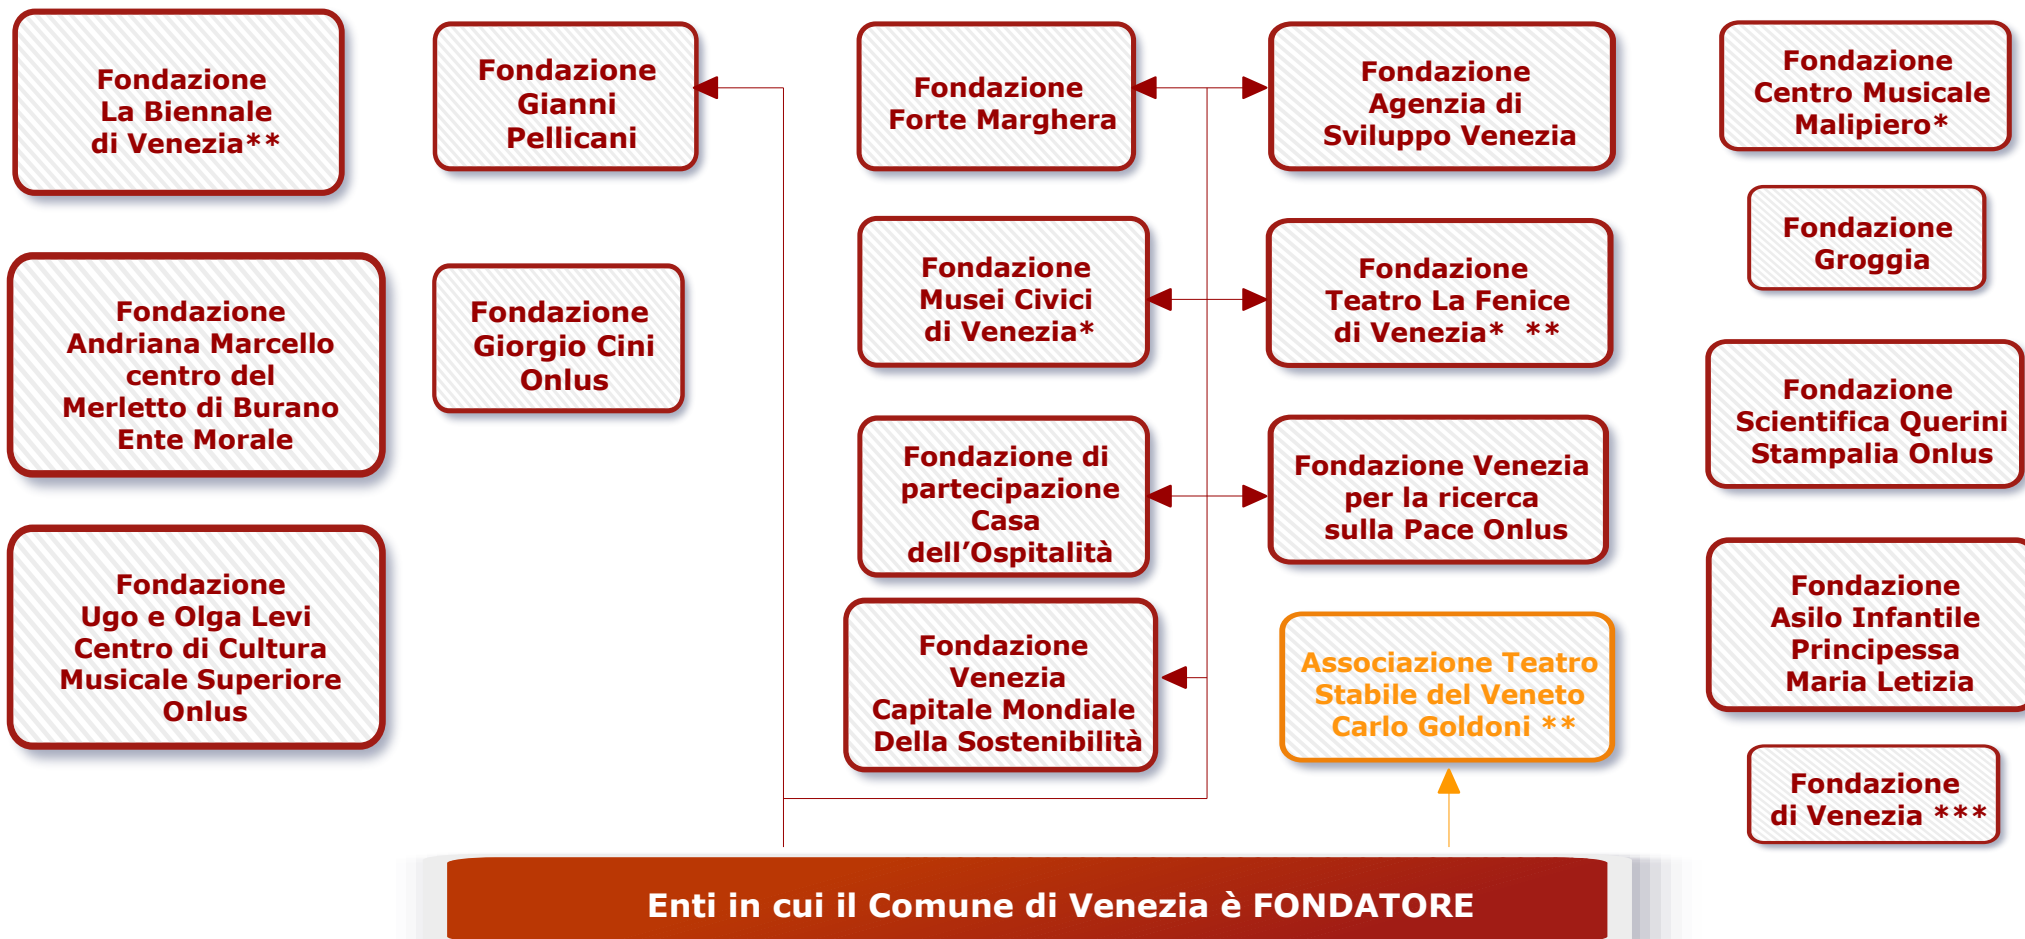 Fondazione
La Biennale
di Venezia**
Fondazione
Gianni
Pellicani
Fondazione
Forte Marghera
Fondazione
Agenzia di
Sviluppo Venezia
Fondazione
Centro Musicale
Malipiero*
Fondazione
Groggia
Fondazione
Andriana Marcello
centro del
Merletto di Burano
Ente Morale
Fondazione
Giorgio Cini
Onlus
Fondazione
Musei Civici
di Venezia*
Fondazione
Teatro La Fenice
di Venezia* **
Fondazione
Scientifica Querini
Stampalia Onlus
Fondazione di
partecipazione
Casa
dell’Ospitalità
Fondazione Venezia
per la ricerca
sulla Pace Onlus
Fondazione
Ugo e Olga Levi
Centro di Cultura
Musicale Superiore
Onlus
Fondazione
Venezia
Capitale Mondiale
Della Sostenibilità
Associazione Teatro
Stabile del Veneto
Carlo Goldoni **
Fondazione
Asilo Infantile
Principessa
Maria Letizia
Fondazione
di Venezia ***
Enti in cui il Comune di Venezia è FONDATORE